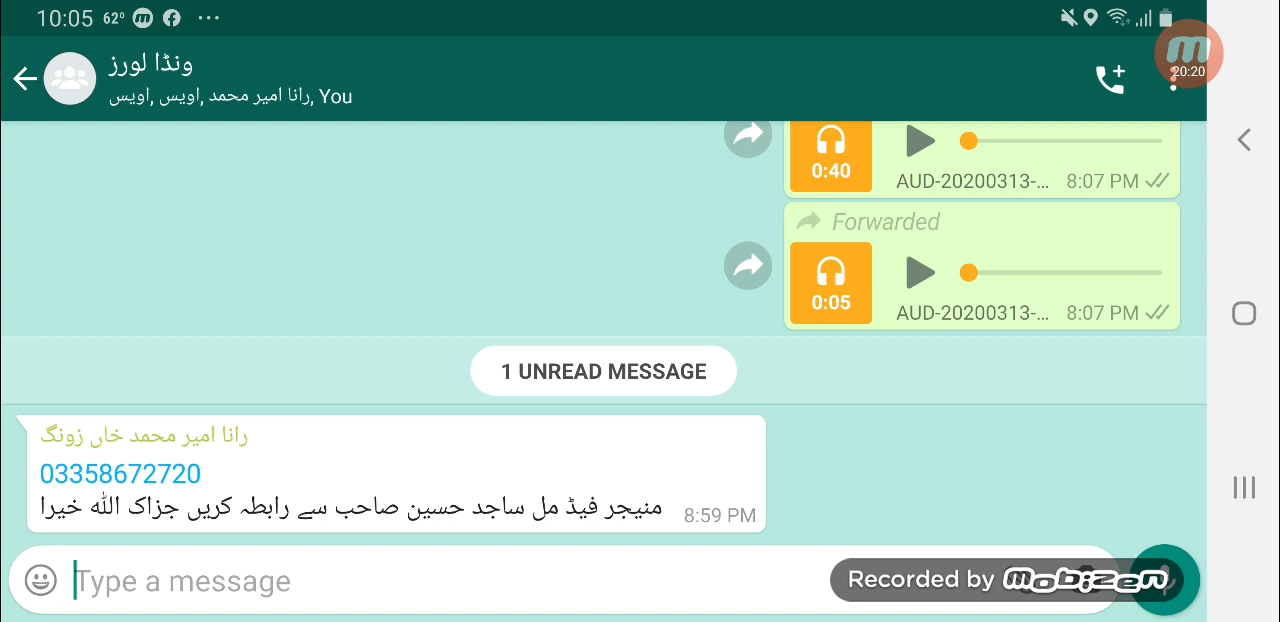 10:05 62° m
20:20
ونڈا لورز
رانا امیر محمد, اویس, اویس, You
0:40
AUD-20200313-... 8:07 PM
Forwarded
0:05
AUD-20200313-... 8:07 PM
1 UNREAD MESSAGE
رانا امیر محمد خاں زونگ
03358672720
منیجر فیڈ مل ساجد حسین صاحب سے رابطہ کریں جزاک اللہ خیرا
8:59 PM
Type a message
Recorded by Mobizen